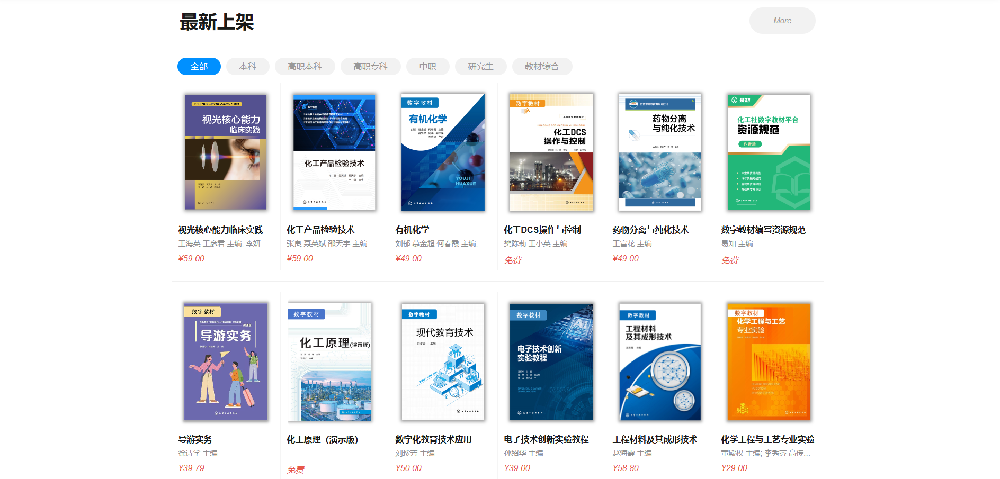 最新上架
More
全部
本科
高职本科
高职专科
中职
研究生
教材综合
视光核心能力
临床实践
数字教材
化工产品检验技术
数字教材
有机化学
YOUJI
HUAXUE
数字教材
化工DCS
操作与控制
药物分离
与纯化技术
易知
化工社数字教材平台
资源规范
作者端
视光核心能力临床实践
王海英 王彦君 主编; 李妍 ...
¥59.00
化工产品检验技术
张良 聂英斌 邵天宇 主编
¥59.00
有机化学
刘郁 慕金超 何春霞 主编; ...
¥49.00
化工DCS操作与控制
樊陈莉 王小英 主编
免费
药物分离与纯化技术
王富花 主编
¥49.00
数字教材编写资源规范
易知 主编
免费
数字教材
导游实务
数字教材
化工原理(演示版)
数字教材
现代教育技术
刘珍芳 主编
数字教材
电子技术创新
实验教程
数字教材
工程材料
及其成形技术
数字教材
化学工程与工艺
专业实验
导游实务
徐诗学 主编
¥39.79
化工原理（演示版）
免费
数字化教育技术应用
刘珍芳 主编
¥50.00
电子技术创新实验教程
孙绍华 主编
¥39.00
工程材料及其成形技术
赵海霞 主编
¥58.80
化学工程与工艺专业实验
董殿权 主编; 李秀芬 高传...
¥29.00